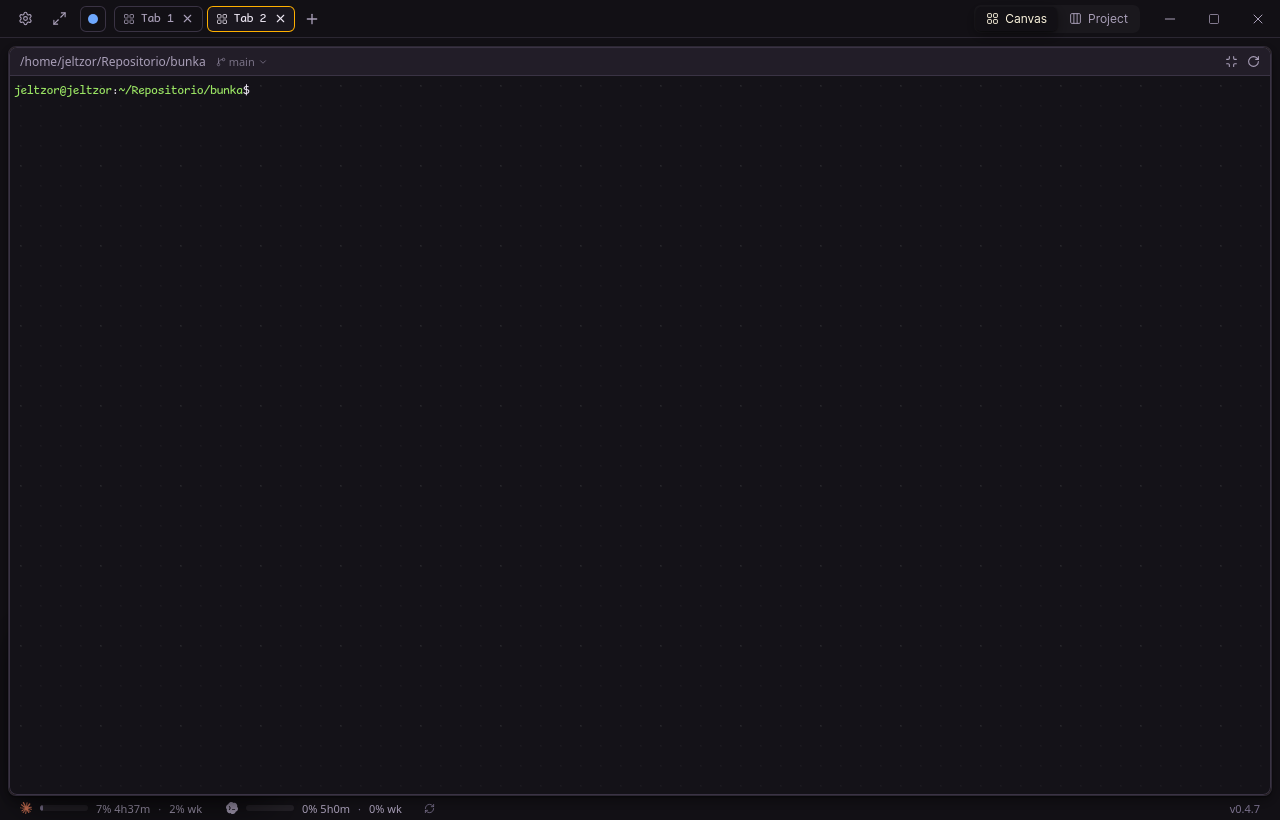 Tab 1
Tab 2
Canvas
Project
/home/jeltzor/Repositorio/bunka
main
jeltzor@jeltzor:~/Repositorio/bunka$
7% 4h37m · 2% wk
0% 5h0m · 0% wk
v0.4.7